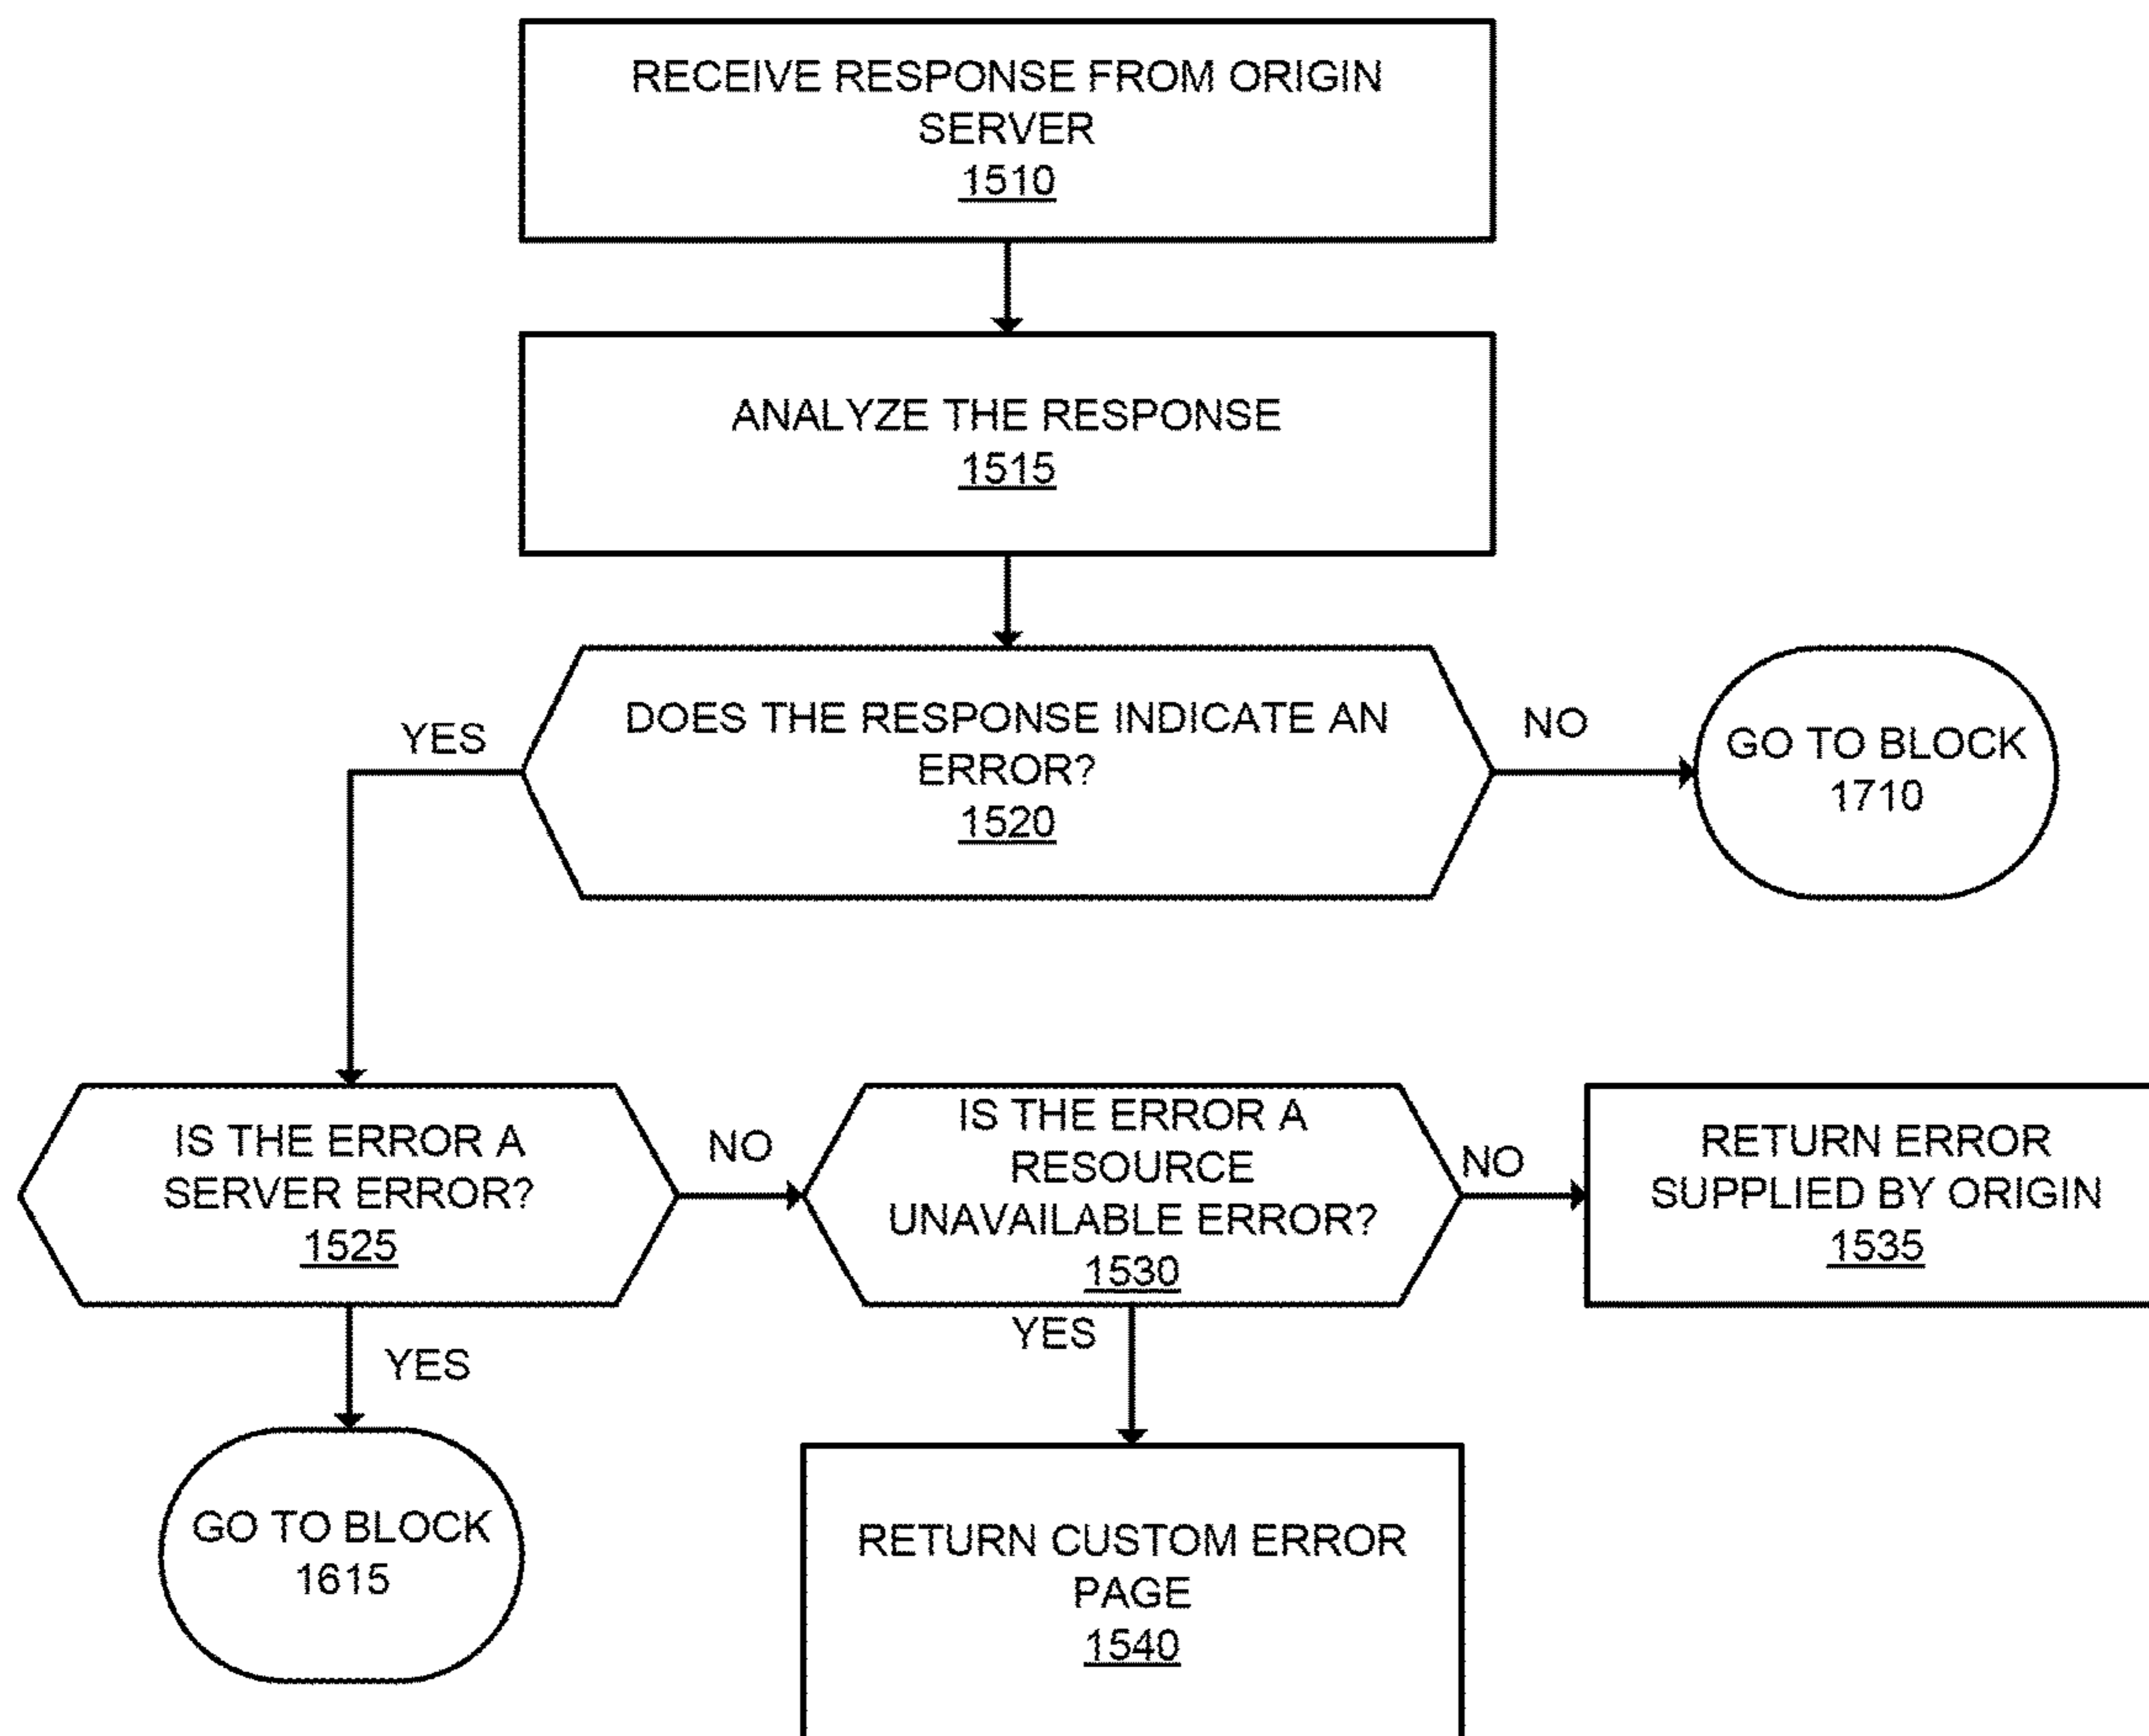 RECEIVE RESPONSE FROM ORIGIN
SERVER
1510
ANALYZE THE RESPONSE
1515
DOES THE RESPONSE INDICATE AN
ERROR?
1520
YES
NO
GO TO BLOCK
1710
IS THE ERROR A
SERVER ERROR?
1525
NO
IS THE ERROR A
RESOURCE
UNAVAILABLE ERROR?
1530
NO
RETURN ERROR
SUPPLIED BY ORIGIN
1535
YES
GO TO BLOCK
1615
YES
RETURN CUSTOM ERROR
PAGE
1540